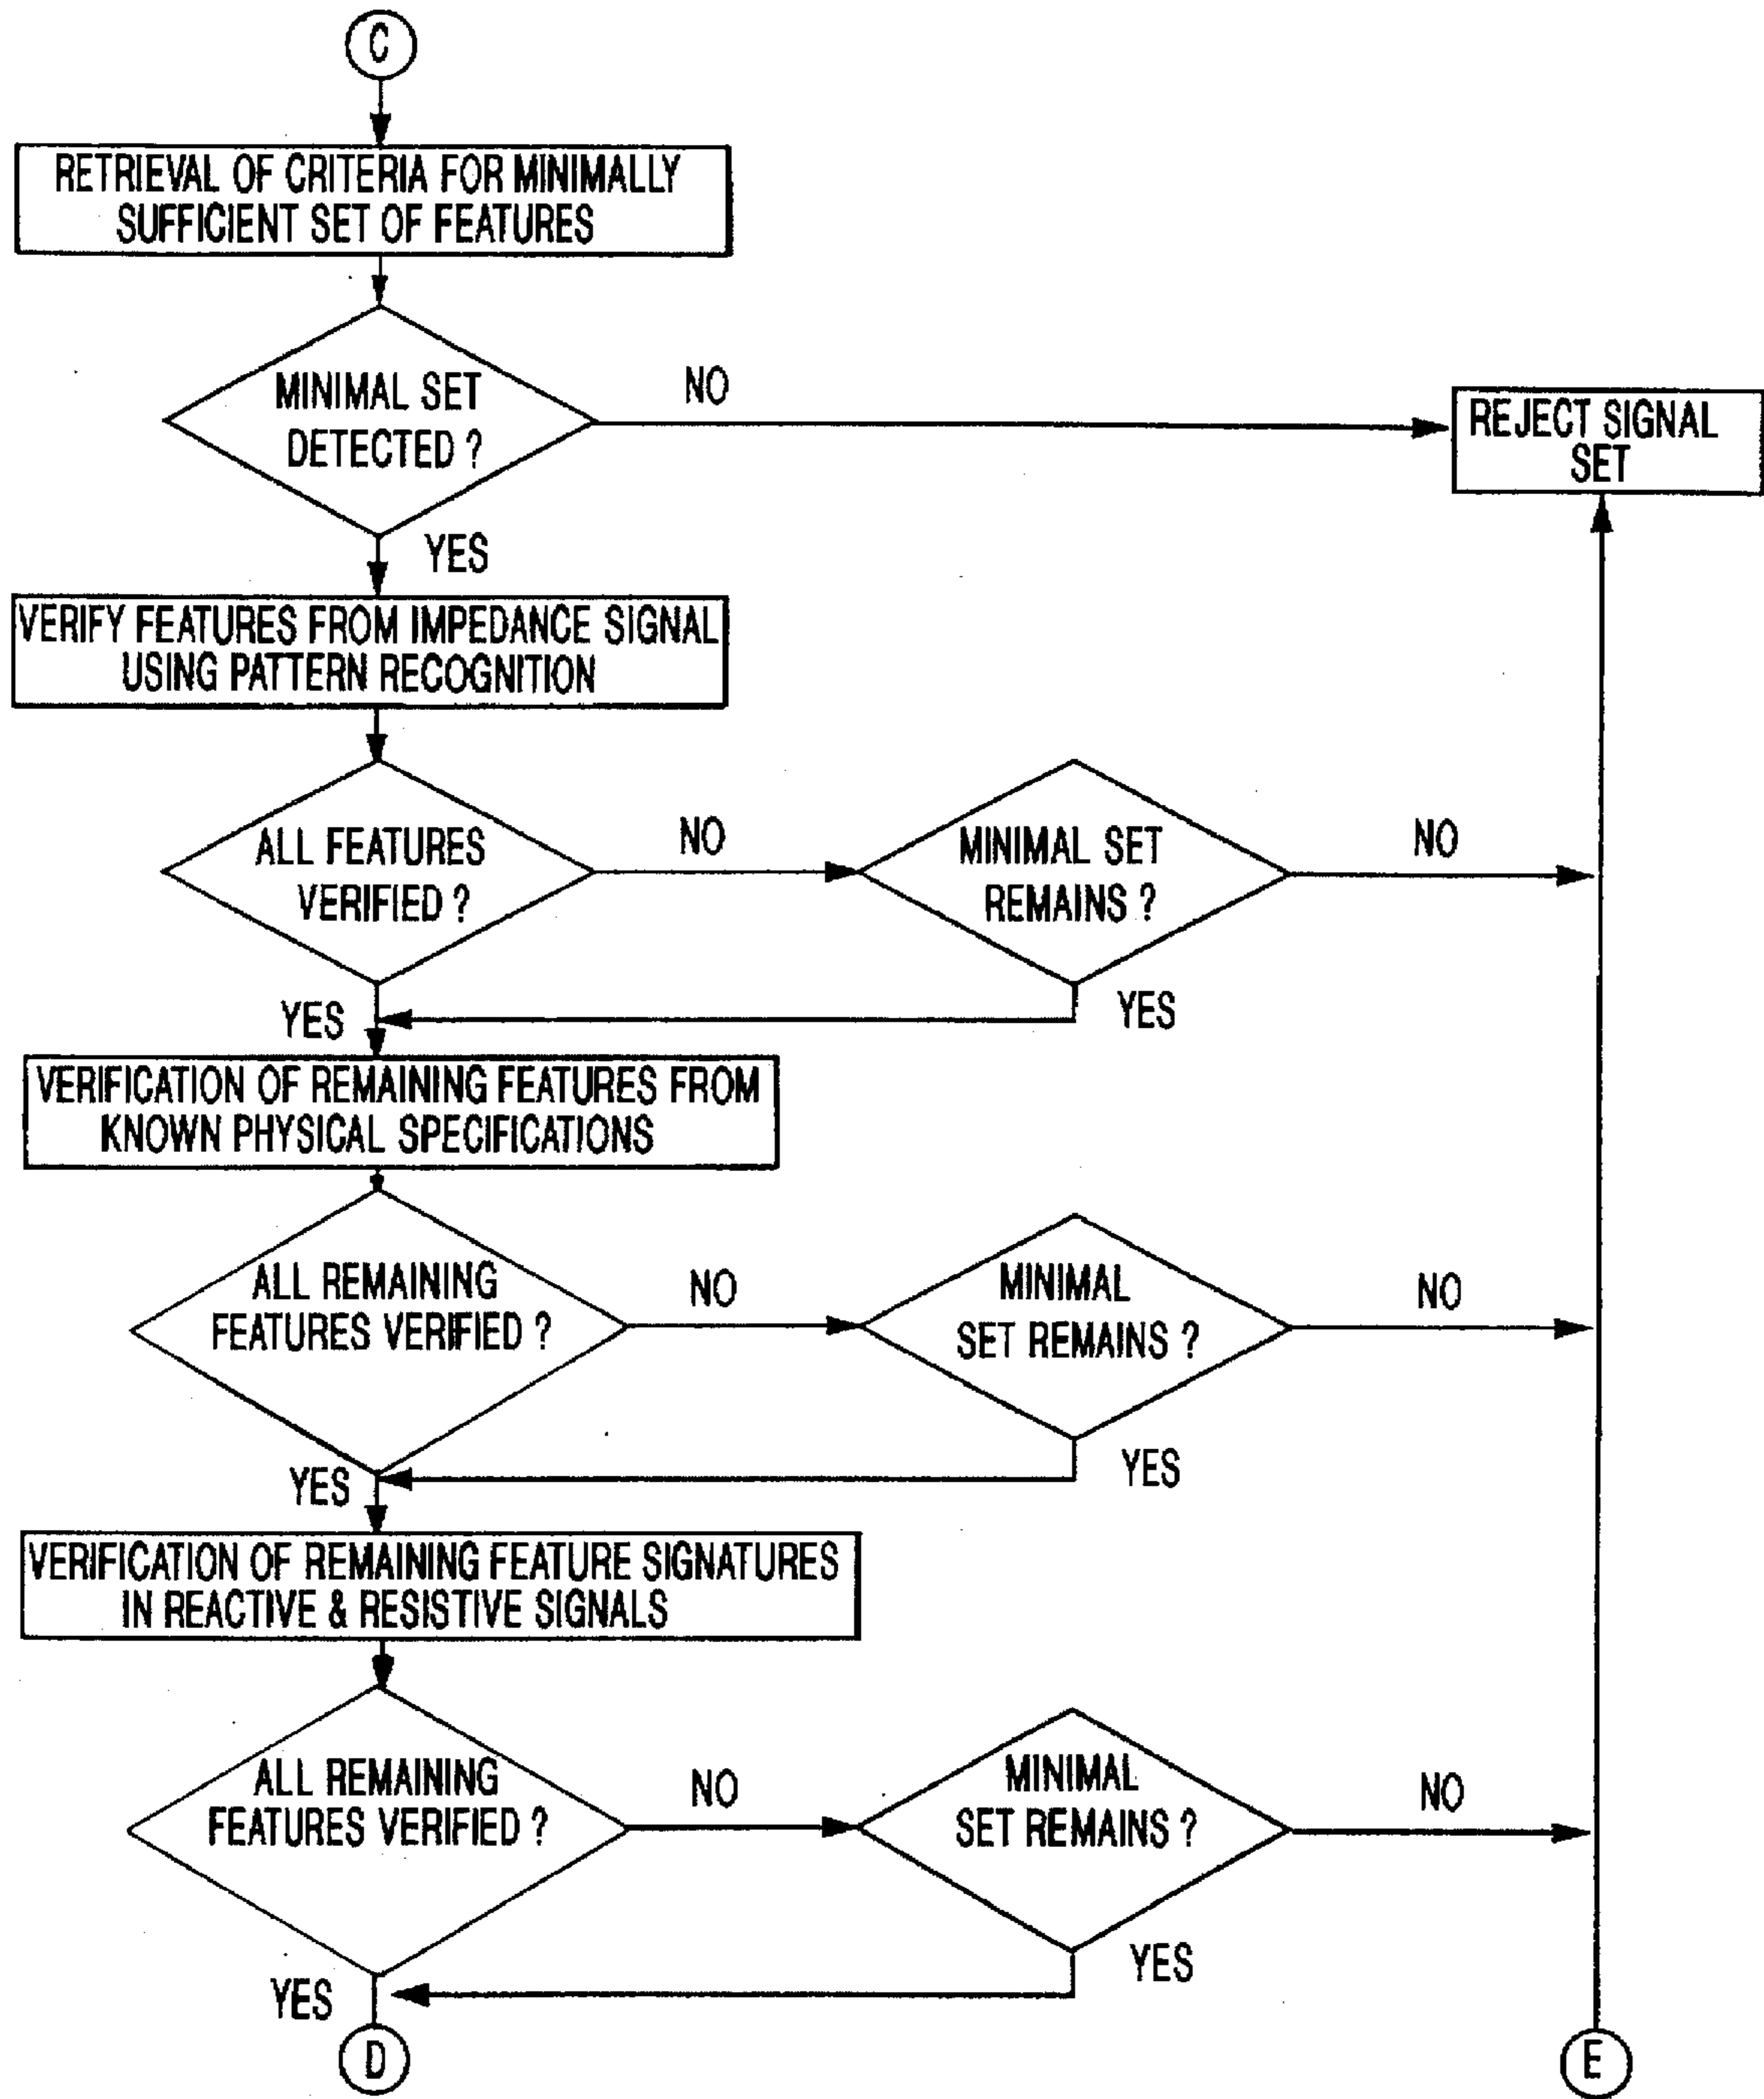 C
RETRIEVAL OF CRITERIA FOR MINIMALLY
SUFFICIENT SET OF FEATURES
MINIMAL SET
DETECTED ?
NO
REJECT SIGNAL
SET
YES
VERIFY FEATURES FROM IMPEDANCE SIGNAL
USING PATTERN RECOGNITION
ALL FEATURES
VERIFIED ?
NO
MINIMAL SET
REMAINS ?
NO
YES
YES
VERIFICATION OF REMAINING FEATURES FROM
KNOWN PHYSICAL SPECIFICATIONS
ALL REMAINING
FEATURES VERIFIED ?
NO
MINIMAL
SET REMAINS ?
NO
YES
YES
VERIFICATION OF REMAINING FEATURE SIGNATURES
IN REACTIVE & RESISTIVE SIGNALS
ALL REMAINING
FEATURES VERIFIED ?
NO
MINIMAL
SET REMAINS ?
NO
YES
YES
D
E